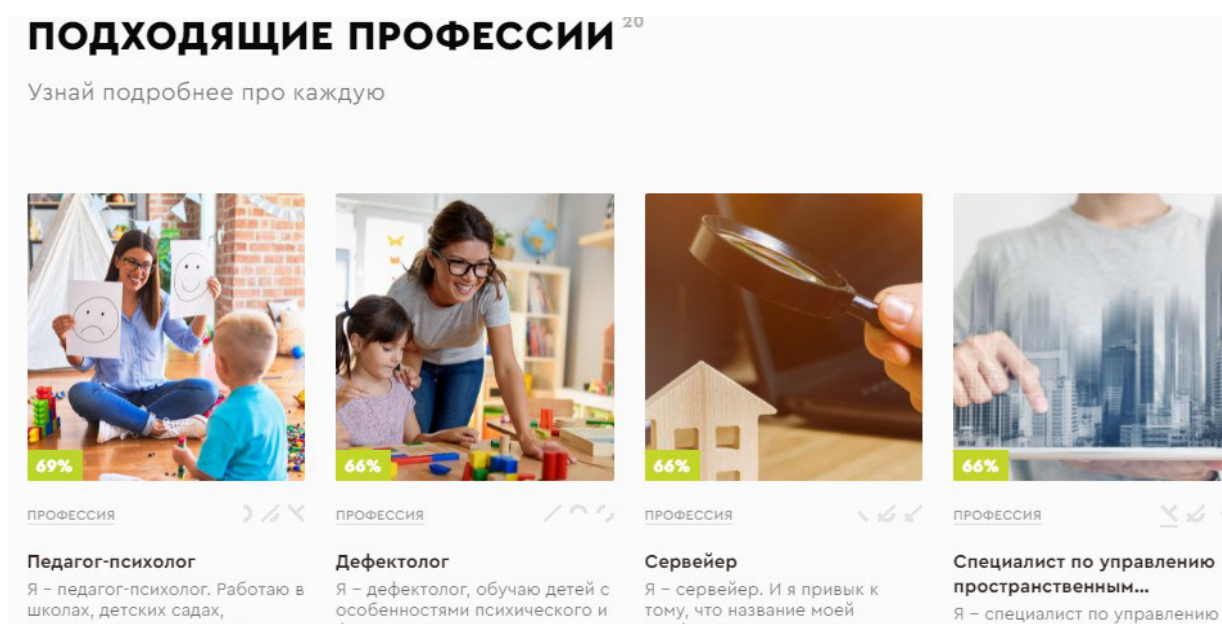 ПОДХОДЯЩИЕ ПРОФЕССИИ 20
Узнай подробнее про каждую
69%
66%
66%
66%
ПРОФЕССИЯ
ПРОФЕССИЯ
ПРОФЕССИЯ
ПРОФЕССИЯ
Педагог-психолог
Я – педагог-психолог. Работаю в
школах, детских садах,
Дефектолог
Я – дефектолог, обучаю детей с
особенностями психического и
Сервейер
Я – сервейер. И я привык к
тому, что название моей
Специалист по управлению
пространственным...
Я – специалист по управлению